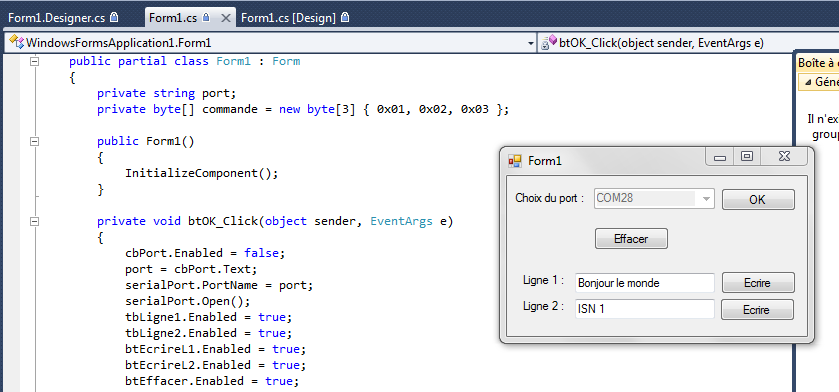 Form1.Designer.cs Form1.cs Form1.cs [Design]
WindowsFormsApplication1.Form1 btOK_Click(object sender, EventArgs e)
public partial class Form1 : Form
{
private string port;
private byte[] commande = new byte[3] { 0x01, 0x02, 0x03 };
public Form1()
{
InitializeComponent();
}
private void btOK_Click(object sender, EventArgs e)
{
cbPort.Enabled = false;
port = cbPort.Text;
serialPort.PortName = port;
serialPort.Open();
tbLigne1.Enabled = true;
tbLigne2.Enabled = true;
btEcrireL1.Enabled = true;
btEcrireL2.Enabled = true;
btEffacer.Enabled = true;
Form1
Choix du port : COM28 OK
Effacer
Ligne 1 : Bonjour le monde Ecrire
Ligne 2 : ISN 1 Ecrire
Boîte à
Géné
Il n'ex
group